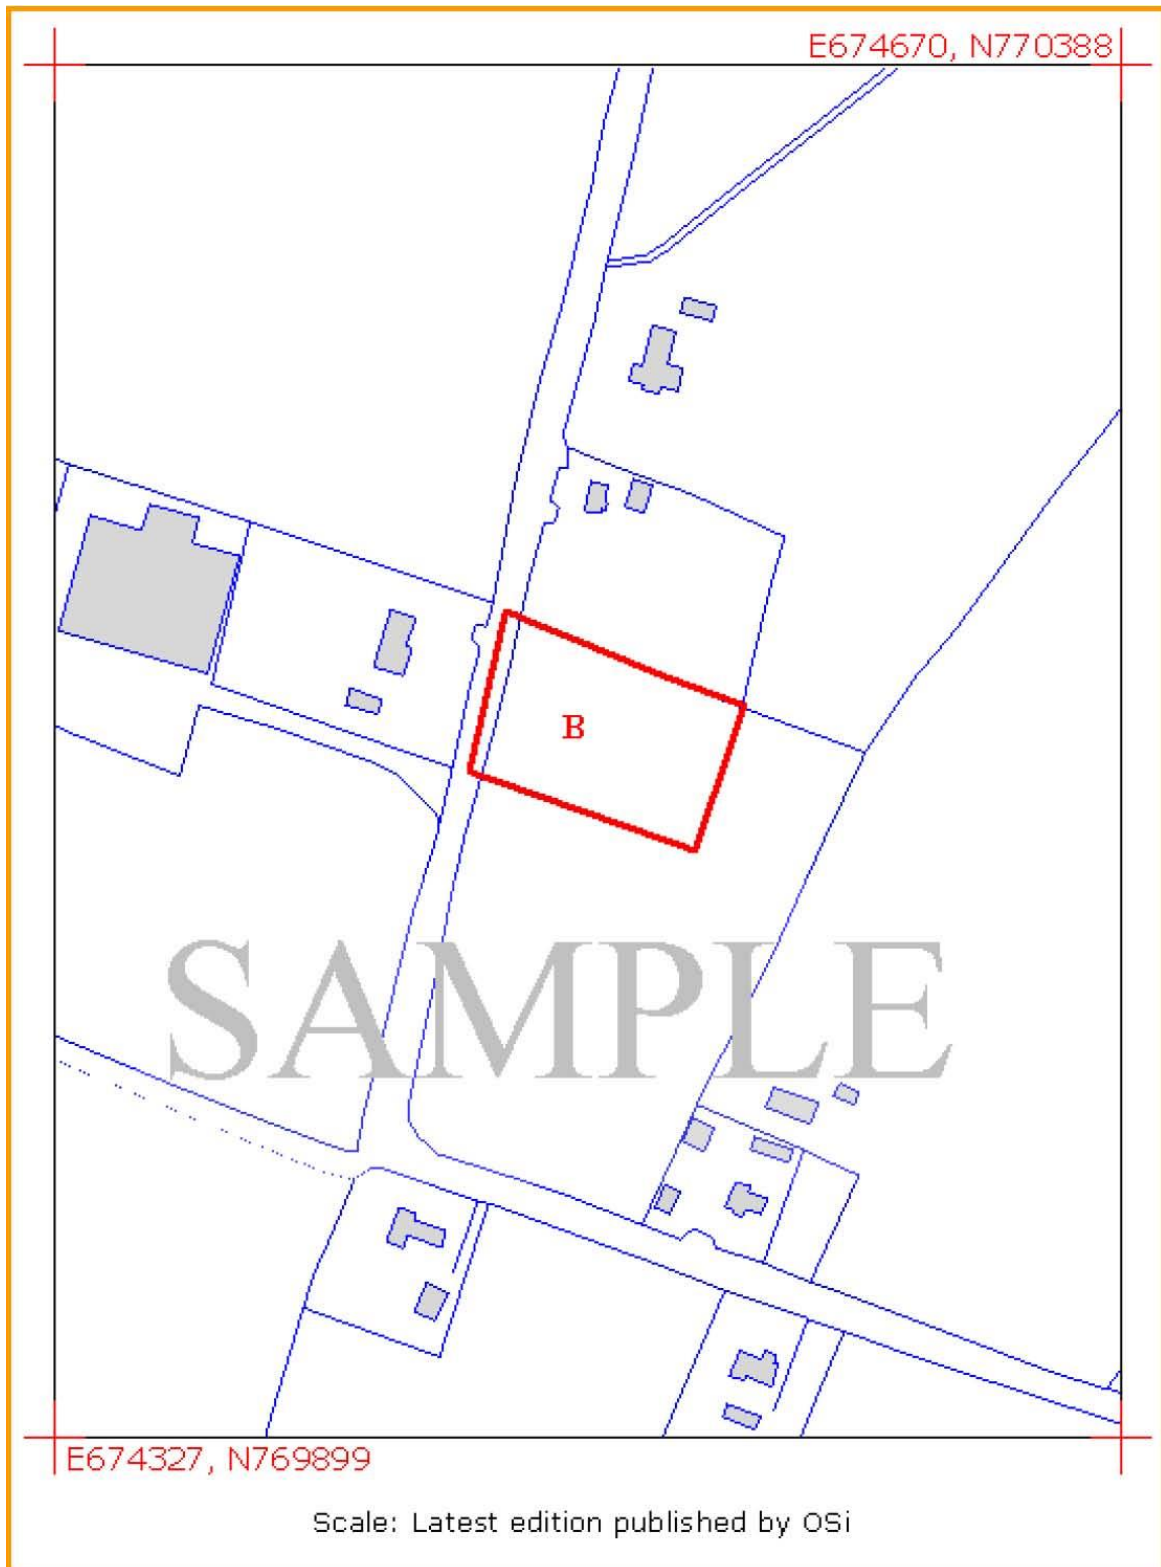 E674670, N770388
B
SAMPLE
E674327, N769899
Scale: Latest edition published by OSi